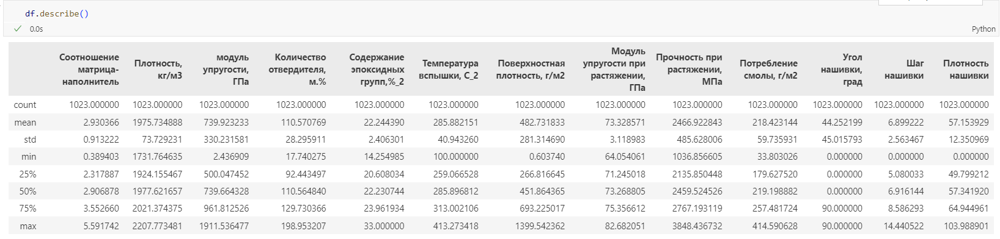 df.describe()
0.0s
Python
Соотношение матрица-наполнитель Плотность, кг/м3 модуль упругости, ГПа Количество отвердителя, м.% Содержание эпоксидных групп,%_2 Температура вспышки, С_2 Поверхностная плотность, г/м2 Модуль упругости при растяжении, ГПа Прочность при растяжении, МПа Потребление смолы, г/м2 Угол нашивки, град Шаг нашивки Плотность нашивки
count 1023.000000 1023.000000 1023.000000 1023.000000 1023.000000 1023.000000 1023.000000 1023.000000 1023.000000 1023.000000 1023.000000 1023.000000 1023.000000
mean 2.930366 1975.734888 739.923233 110.570769 22.244390 285.882151 482.731833 73.328571 2466.922843 218.423144 44.252199 6.899222 57.153929
std 0.913222 73.729231 330.231581 28.295911 2.406301 40.943260 281.314690 3.118983 485.628006 59.735931 45.015793 2.563467 12.350969
min 0.389403 1731.764635 2.436909 17.740275 14.254985 100.000000 0.603740 64.054061 1036.856605 33.803026 0.000000 0.000000 0.000000
25% 2.317887 1924.155467 500.047452 92.443497 20.608034 259.066528 266.816645 71.245018 2135.850448 179.627520 0.000000 5.080033 49.799212
50% 2.906878 1977.621657 739.664328 110.564840 22.230744 285.896812 451.864365 73.268805 2459.524526 219.198882 0.000000 6.916144 57.341920
75% 3.552660 2021.374375 961.812526 129.730366 23.961934 313.002106 693.225017 75.356612 2767.193119 257.481724 90.000000 8.586293 64.944961
max 5.591742 2207.773481 1911.536477 198.953207 33.000000 413.273418 1399.542362 82.682051 3848.436732 414.590628 90.000000 14.440522 103.988901